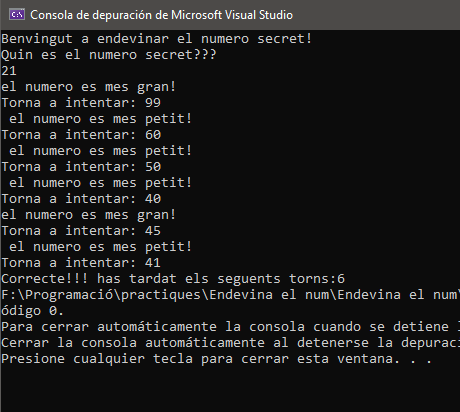 Consola de depuración de Microsoft Visual Studio
Benvingut a endevinar el numero secret!
Quin es el numero secret???
21
el numero es mes gran!
Torna a intentar: 99
 el numero es mes petit!
Torna a intentar: 60
 el numero es mes petit!
Torna a intentar: 50
 el numero es mes petit!
Torna a intentar: 40
el numero es mes gran!
Torna a intentar: 45
 el numero es mes petit!
Torna a intentar: 41
Correcte!!! has tardat els seguents torns:6
F:\Programació\practiques\Endevina el num\Endevina el num\
ódigo 0.
Para cerrar automáticamente la consola cuando se detiene l
Cerrar la consola automáticamente al detenerse la depuraci
Presione cualquier tecla para cerrar esta ventana. . .